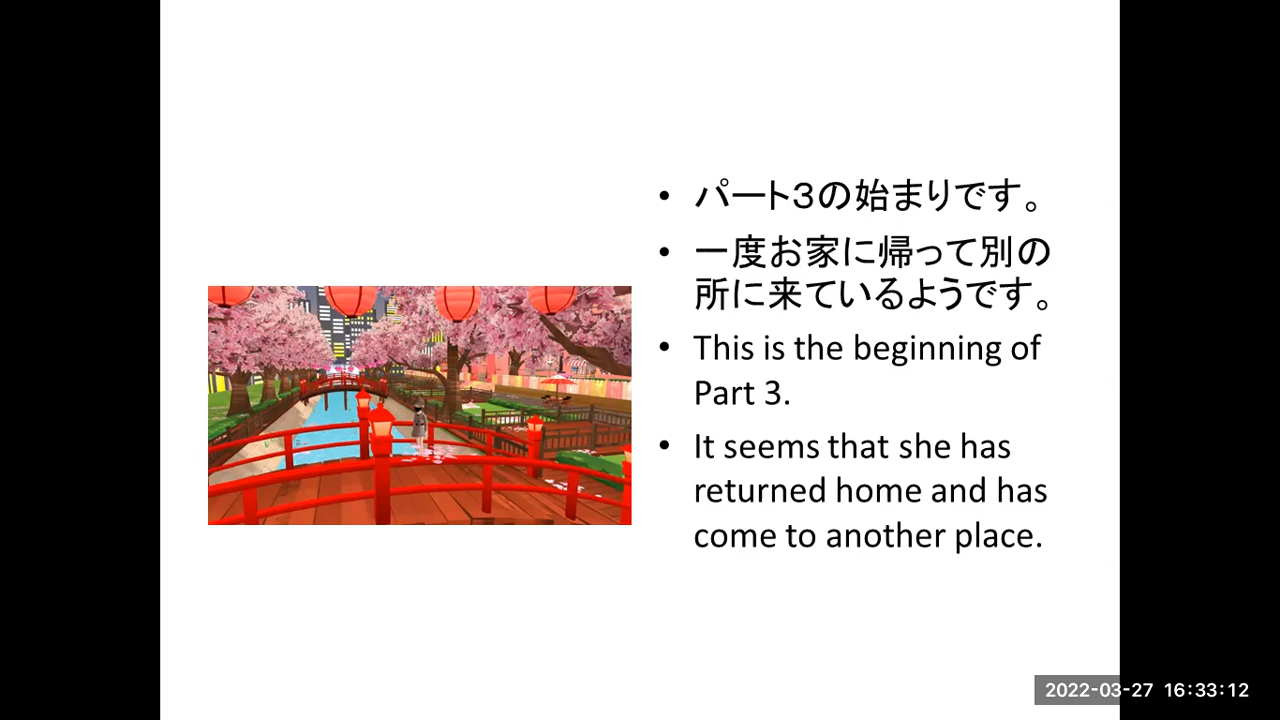 • パート３の始まりです。
• 一度お家に帰って別の
所に来ているようです。
• This is the beginning of
Part 3.
• It seems that she has
returned home and has
come to another place.
2022-03-27 16:33:12